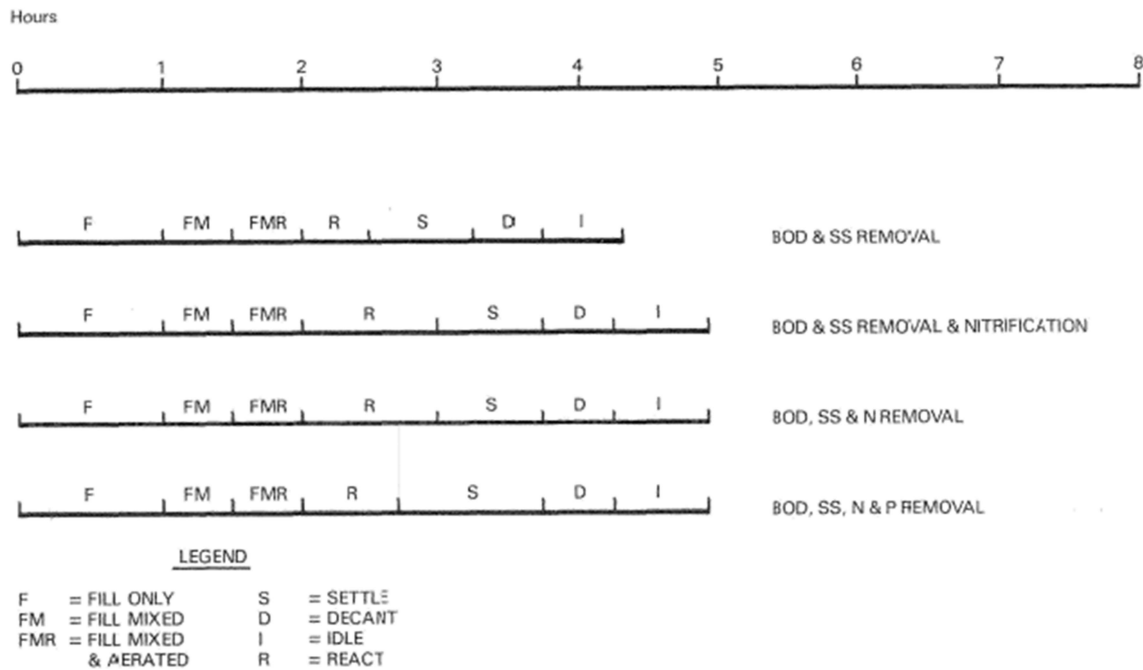 Hours
0 1 2 3 4 5 6 7 8
F FM FMR R S D I BOD & SS REMOVAL
F FM FMR R S D I BOD & SS REMOVAL & NITRIFICATION
F FM FMR R S D I BOD, SS & N REMOVAL
F FM FMR R S D I BOD, SS, N & P REMOVAL
LEGEND
F = FILL ONLY S = SETTLE
FM = FILL MIXED D = DECANT
FMR = FILL MIXED I = IDLE
& AERATED R = REACT